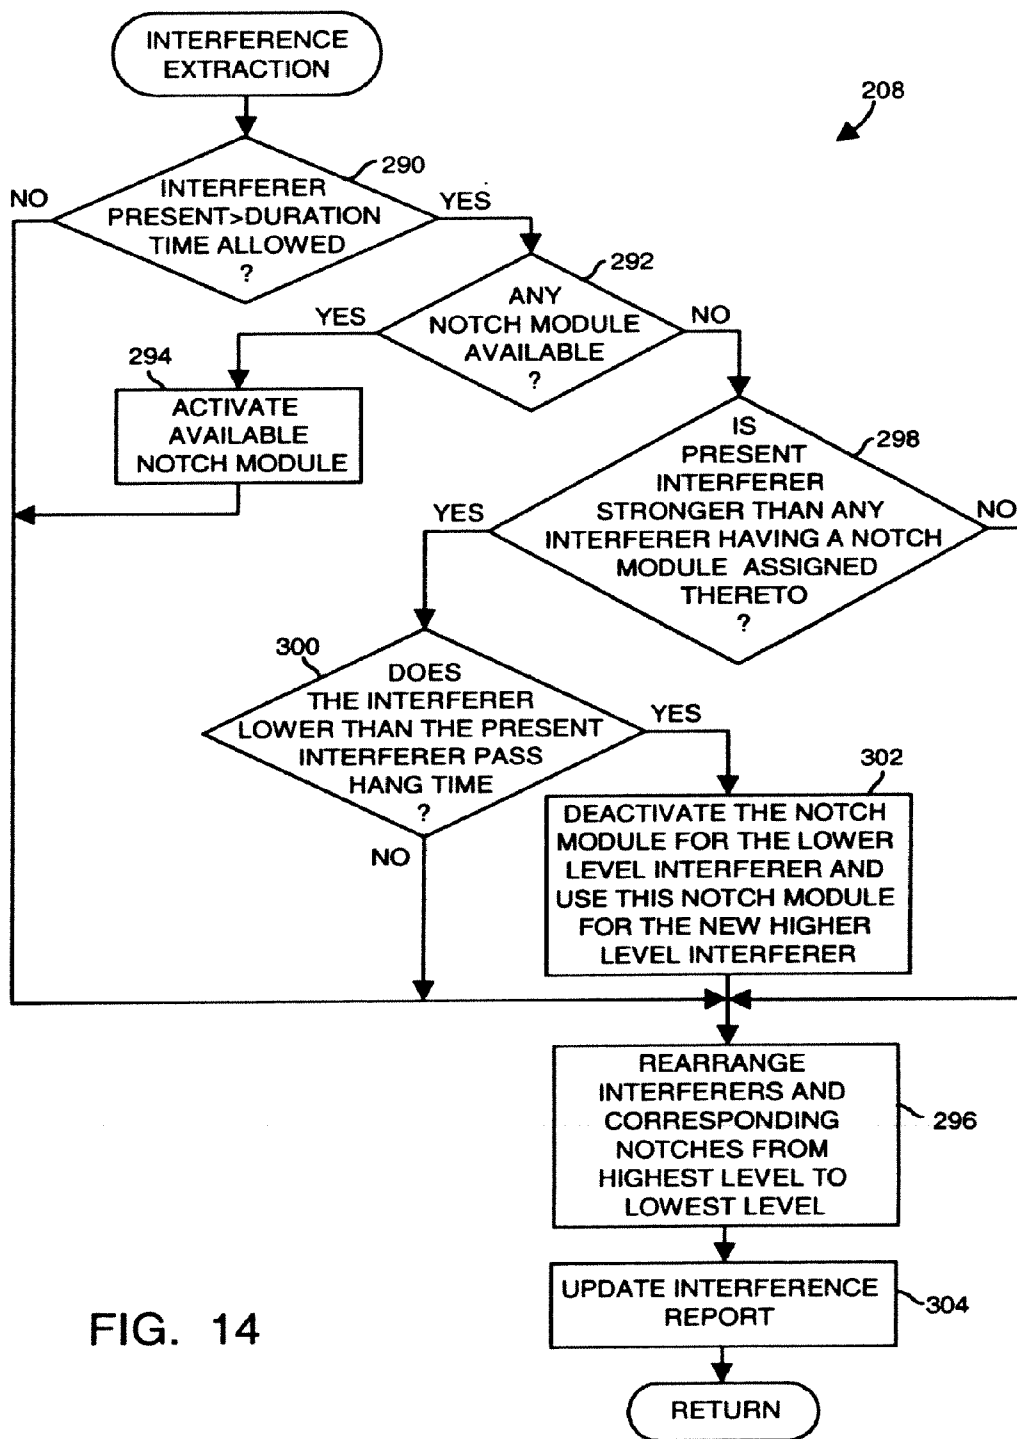 INTERFERENCE
EXTRACTION
208
290
NO
INTERFERER
PRESENT>DURATION
TIME ALLOWED
?
YES
292
YES
ANY
NOTCH MODULE
AVAILABLE
?
NO
294
ACTIVATE
AVAILABLE
NOTCH MODULE
298
IS
PRESENT
INTERFERER
STRONGER THAN ANY
INTERFERER HAVING A NOTCH
MODULE ASSIGNED
THERETO
?
YES
NO
300
DOES
THE INTERFERER
LOWER THAN THE PRESENT
INTERFERER PASS
HANG TIME
?
YES
NO
302
DEACTIVATE THE NOTCH
MODULE FOR THE LOWER
LEVEL INTERFERER AND
USE THIS NOTCH MODULE
FOR THE NEW HIGHER
LEVEL INTERFERER
REARRANGE
INTERFERERS AND
CORRESPONDING
NOTCHES FROM
HIGHEST LEVEL TO
LOWEST LEVEL
296
UPDATE INTERFERENCE
REPORT
304
FIG. 14
RETURN